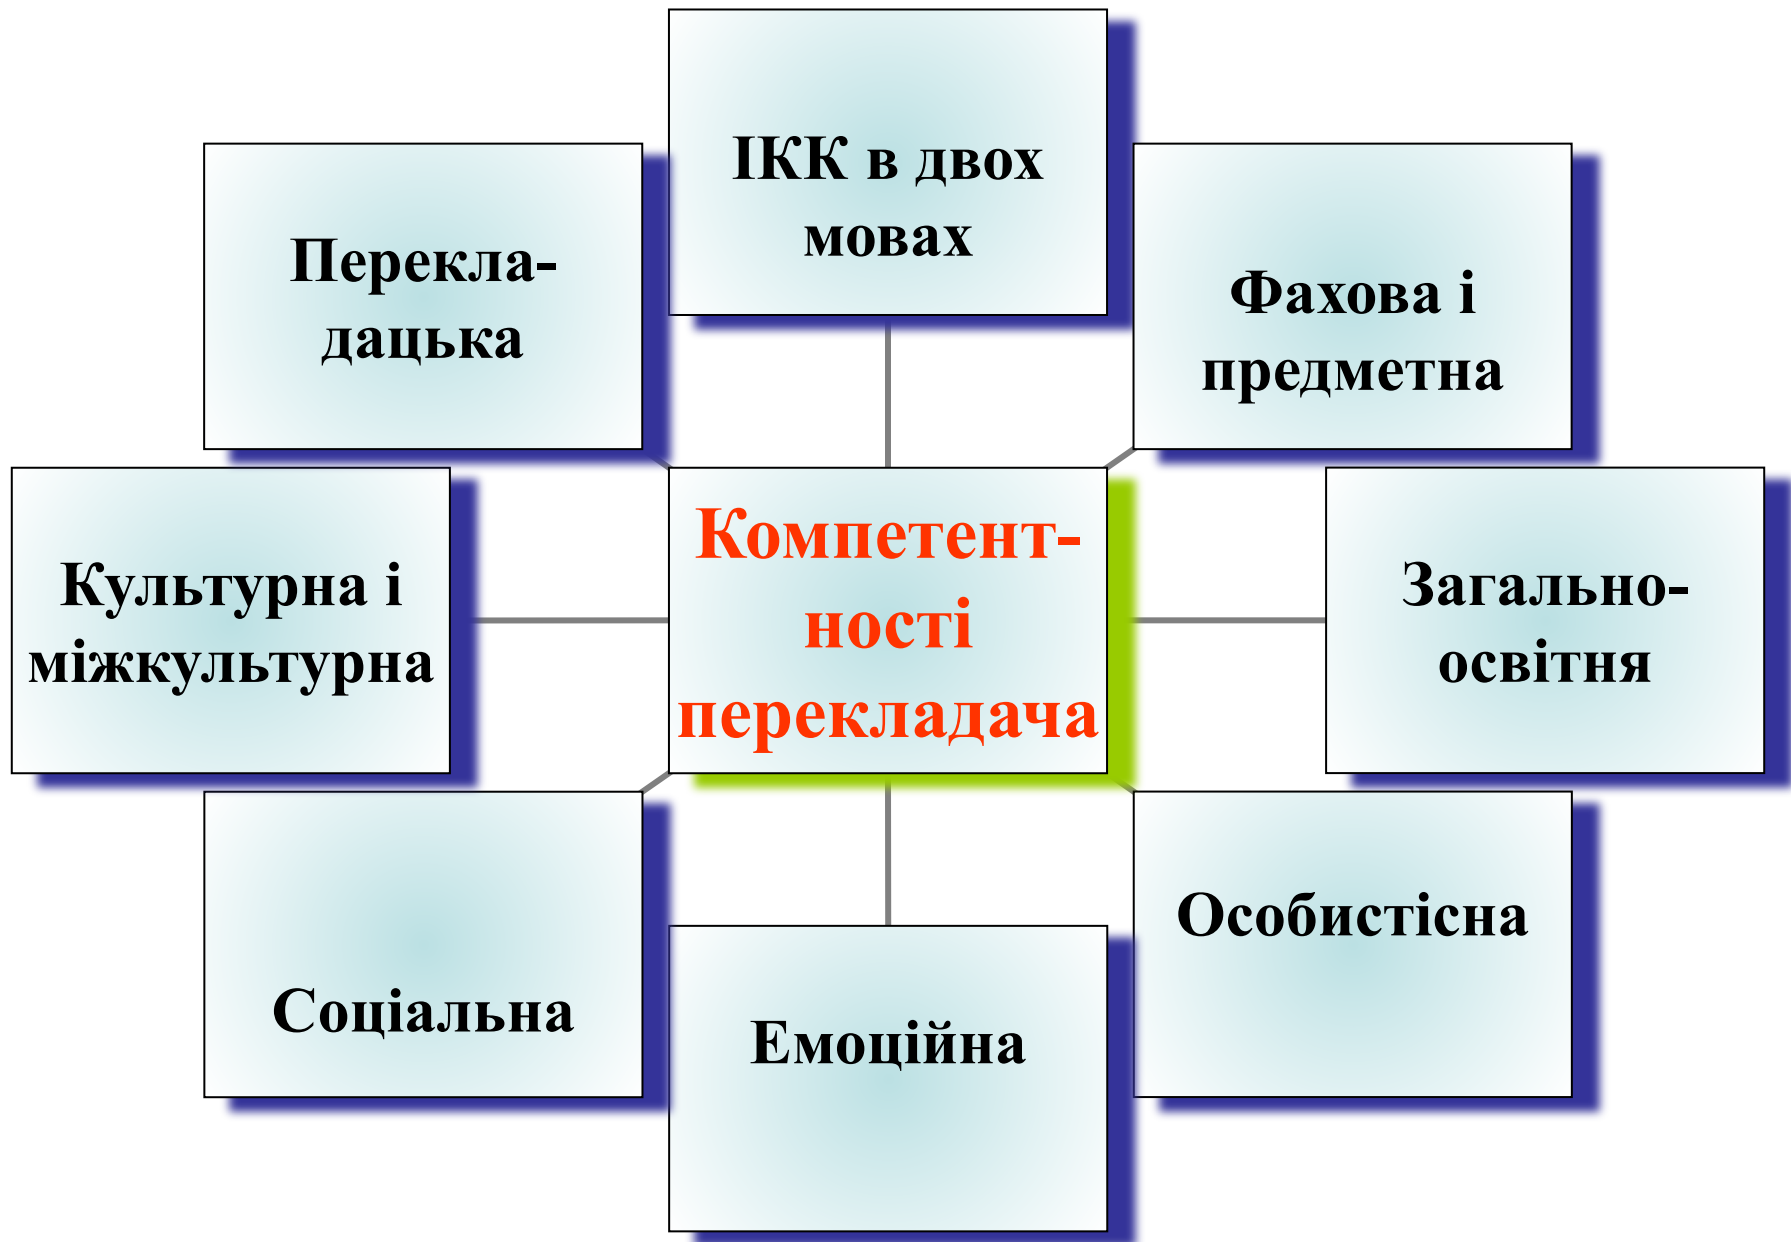 ІКК в двох
мовах
Перекла-
дацька
Фахова і
предметна
Компетент-
ності
перекладача
Культурна і
міжкультурна
Загально-
освітня
Соціальна
Емоційна
Особистісна